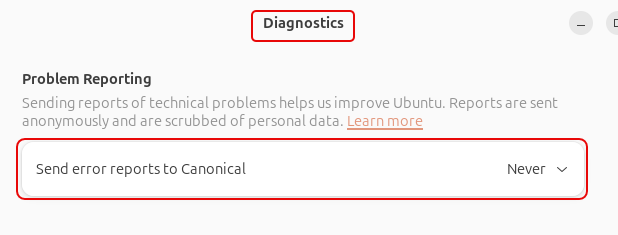 Diagnostics
Problem Reporting
Sending reports of technical problems helps us improve Ubuntu. Reports are sent
anonymously and are scrubbed of personal data. Learn more
Send error reports to Canonical Never